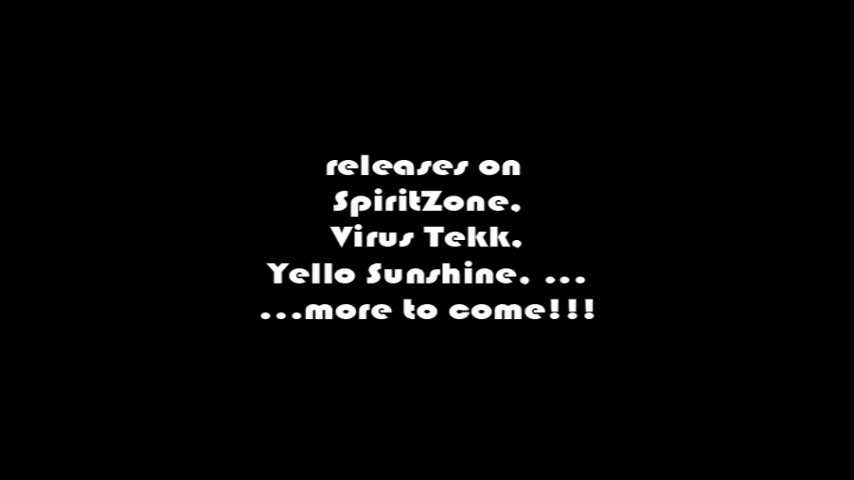 releases on
SpiritZone,
Virus Tekk,
Yello Sunshine, ...
...more to come!!!